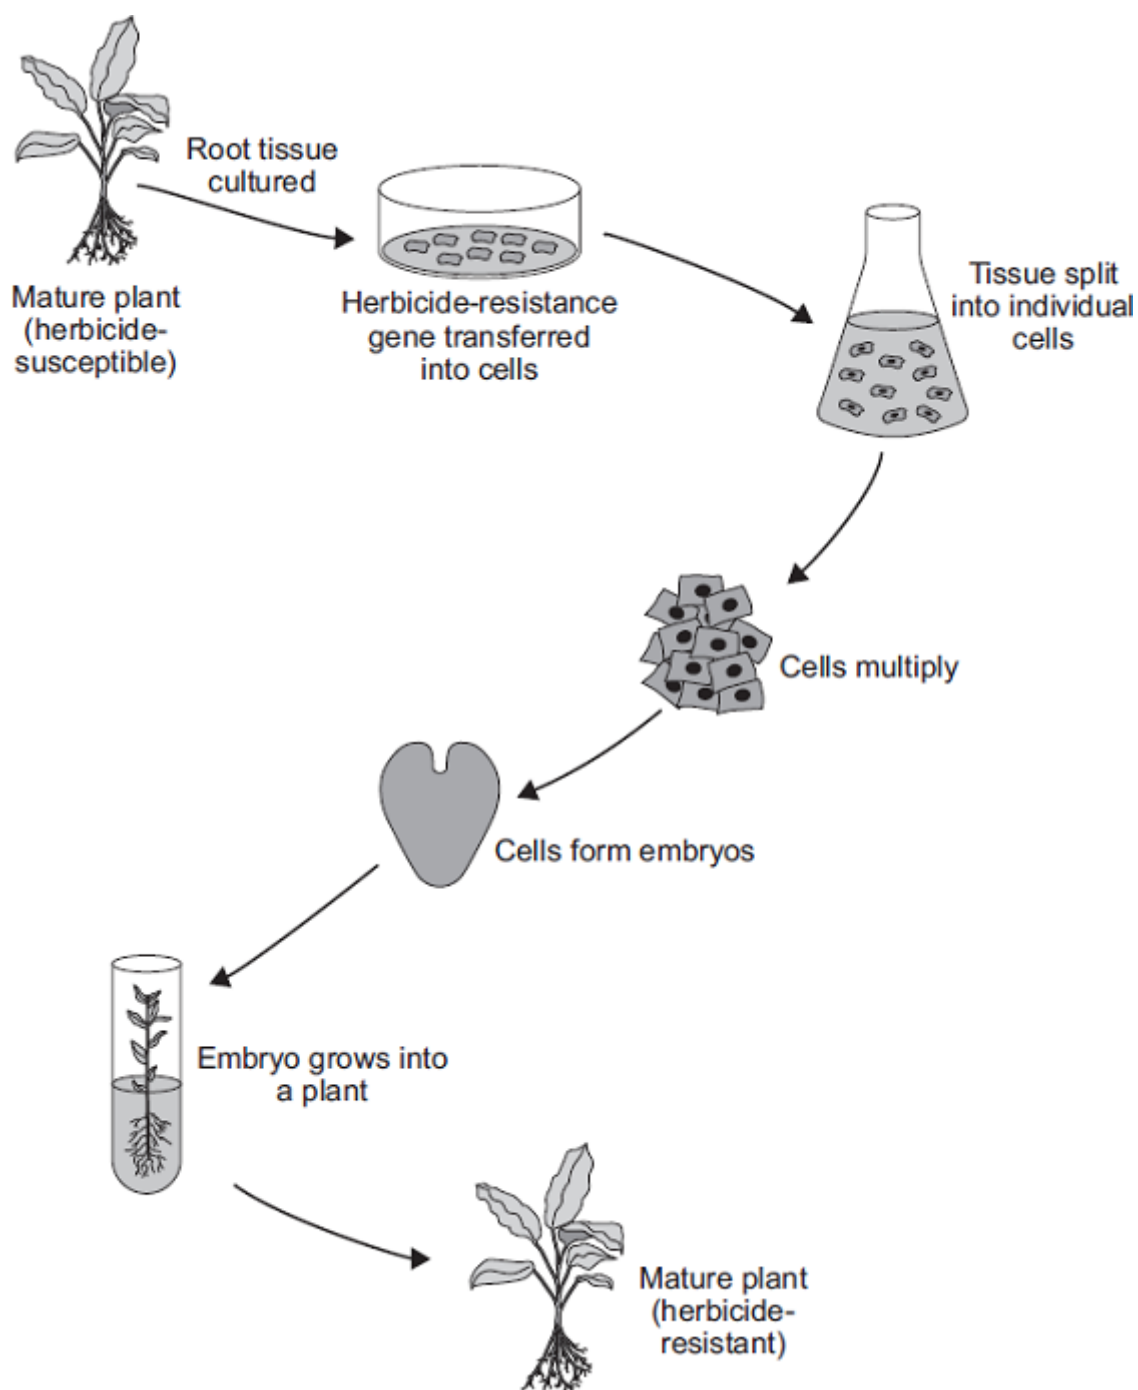 Root tissue
cultured
Mature plant
(herbicide-
susceptible)
Herbicide-resistance
gene transferred
into cells
Tissue split
into individual
cells
Cells multiply
Cells form embryos
Embryo grows into
a plant
Mature plant
(herbicide-
resistant)